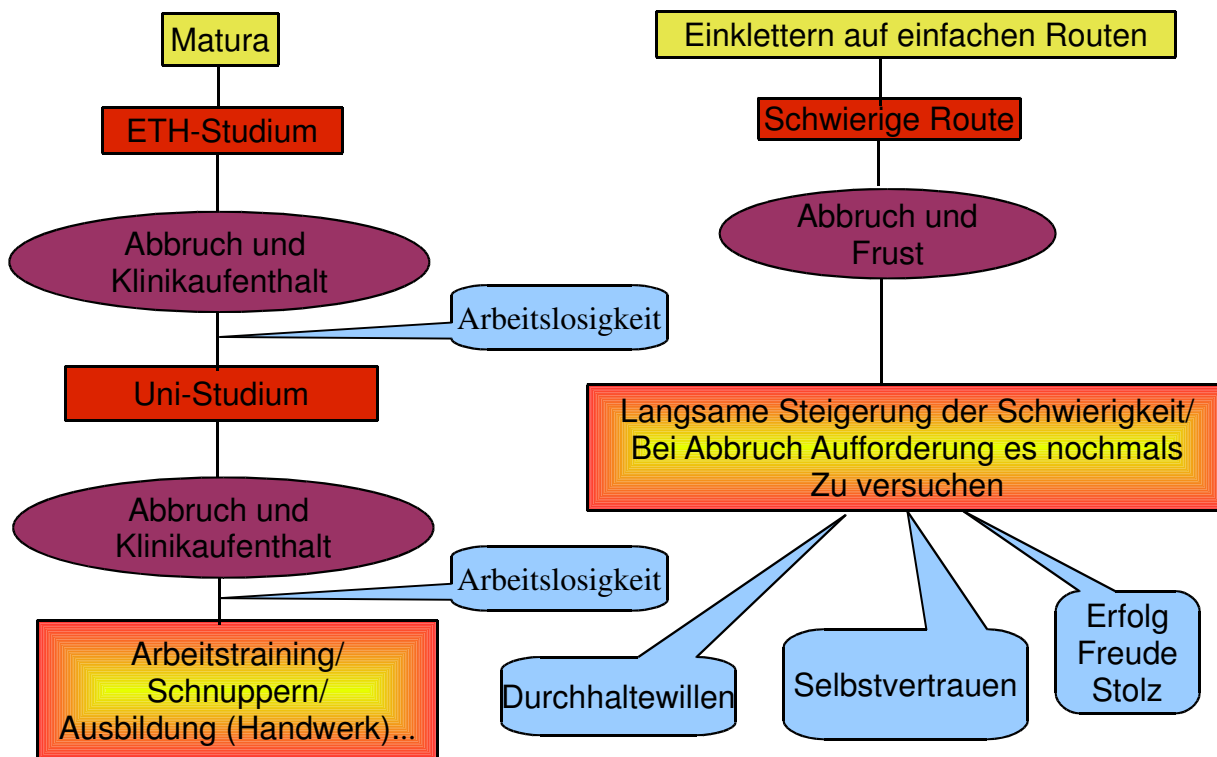 Matura
ETH-Studium
Abbruch und
Klinikaufenthalt
Arbeitslosigkeit
Uni-Studium
Abbruch und
Klinikaufenthalt
Arbeitslosigkeit
Arbeitstraining/
Schnuppern/
Ausbildung (Handwerk)...
Einklettern auf einfachen Routen
Schwierige Route
Abbruch und
Frust
Langsame Steigerung der Schwierigkeit/
Bei Abbruch Aufforderung es nochmals
Zu versuchen
Durchhaltewillen
Selbstvertrauen
Erfolg
Freude
Stolz